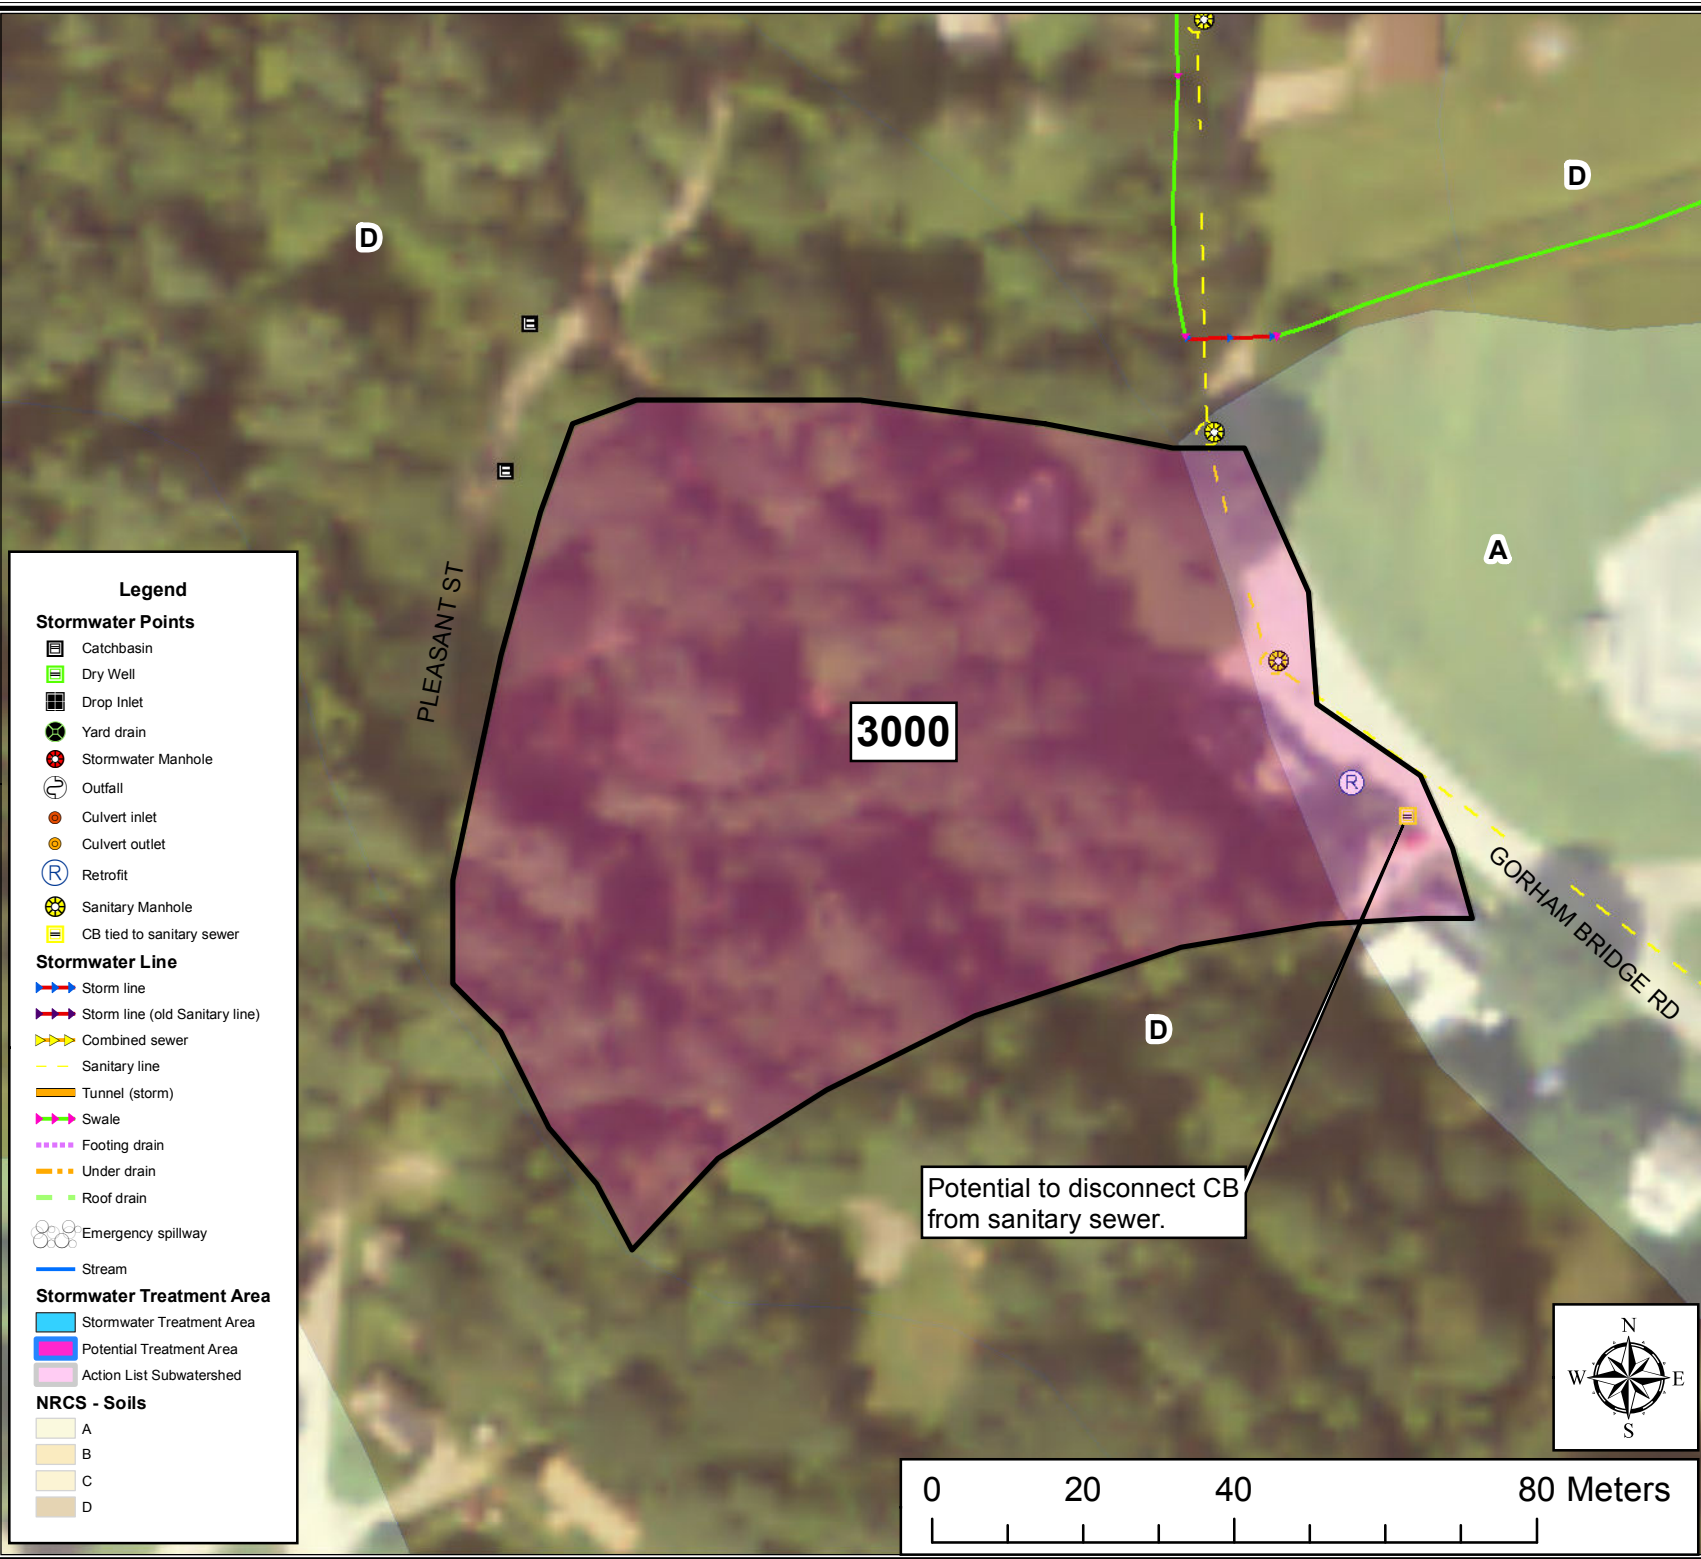 D
D
A
PLEASANT ST
3000
R
GORHAM BRIDGE RD
D
Potential to disconnect CB
from sanitary sewer.
Legend
Stormwater Points
Catchbasin
Dry Well
Drop Inlet
Yard drain
Stormwater Manhole
Outfall
Culvert inlet
Culvert outlet
R Retrofit
Sanitary Manhole
CB tied to sanitary sewer
Stormwater Line
Storm line
Storm line (old Sanitary line)
Combined sewer
Sanitary line
Tunnel (storm)
Swale
Footing drain
Under drain
Roof drain
Emergency spillway
Stream
Stormwater Treatment Area
Stormwater Treatment Area
Potential Treatment Area
Action List Subwatershed
NRCS - Soils
A
B
C
D
N
W E
S
0 20 40 80 Meters